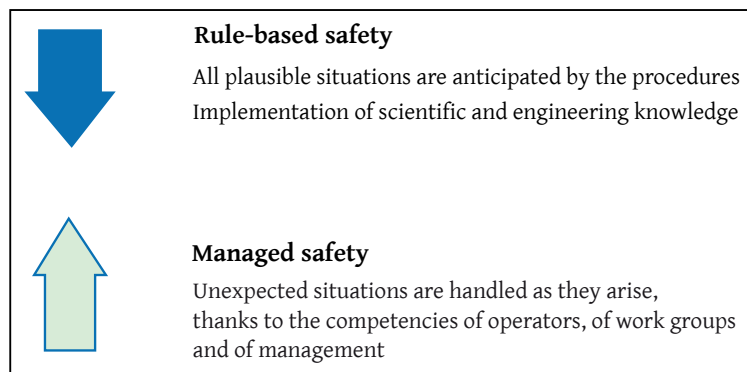 Rule-based safety
All plausible situations are anticipated by the procedures
Implementation of scientific and engineering knowledge
Managed safety
Unexpected situations are handled as they arise,
thanks to the competencies of operators, of work groups
and of management